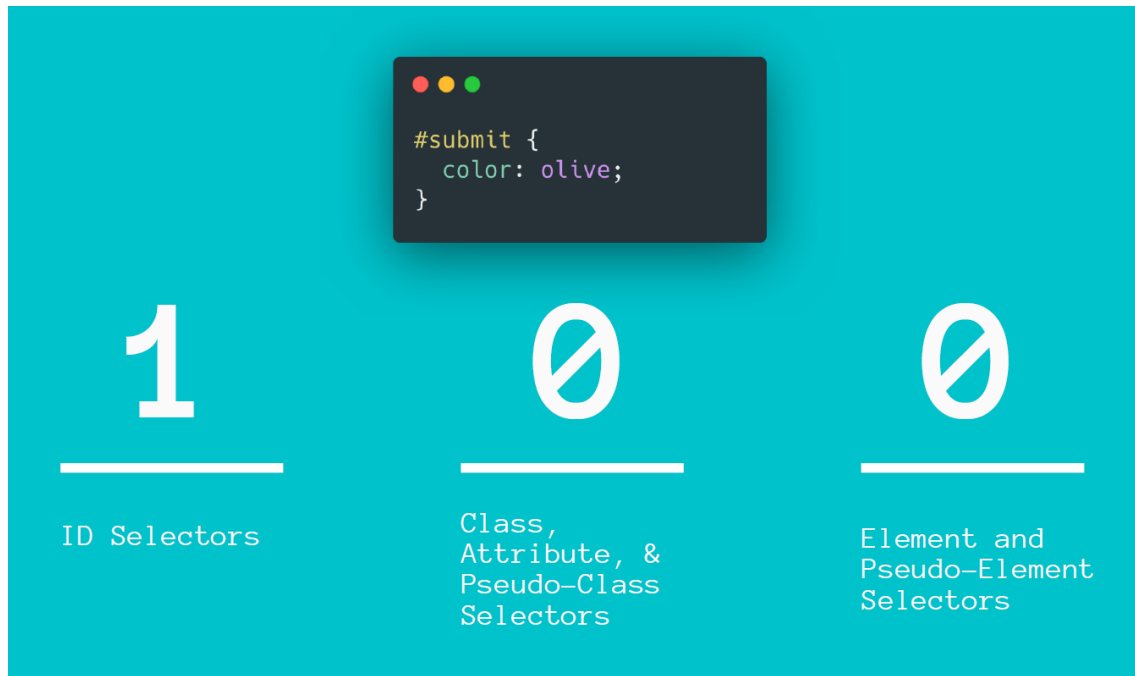 #submit {
  color: olive;
}
1
0
0
ID Selectors
Class,
Attribute, &
Pseudo-Class
Selectors
Element and
Pseudo-Element
Selectors